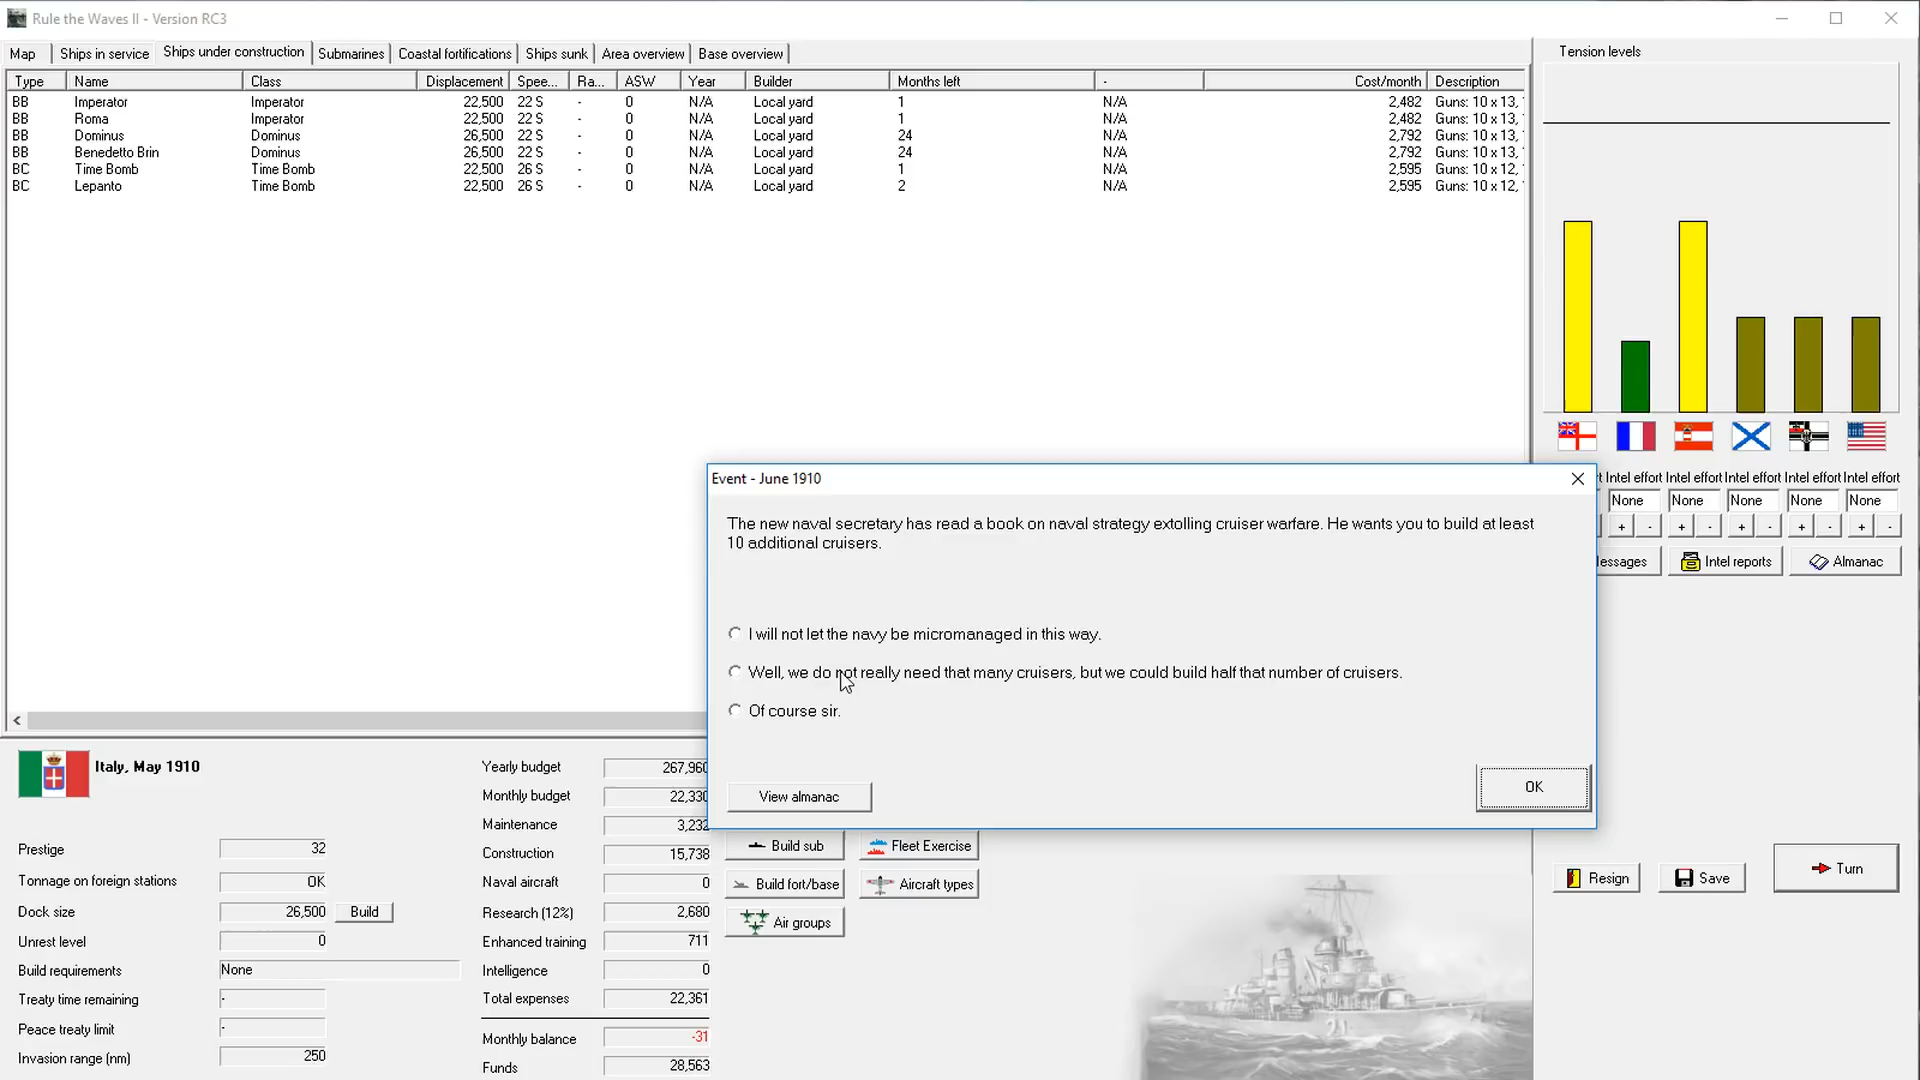 Rule the Waves II - Version RC3
Map
Ships in service
Ships under construction
Submarines
Coastal fortifications
Ships sunk
Area overview
Base overview
Type Name Class Displacement Spee... Ra... ASW Year Builder Months left - Cost/month Description
BB Imperator Imperator 22,500 22 S - 0 N/A Local yard 1 N/A 2,482 Guns: 10 x 13,
BB Roma Imperator 22,500 22 S - 0 N/A Local yard 1 N/A 2,482 Guns: 10 x 13,
BB Dominus Dominus 26,500 22 S - 0 N/A Local yard 24 N/A 2,792 Guns: 10 x 13,
BB Benedetto Brin Dominus 26,500 22 S - 0 N/A Local yard 24 N/A 2,792 Guns: 10 x 13,
BC Time Bomb Time Bomb 22,500 26 S - 0 N/A Local yard 1 N/A 2,595 Guns: 10 x 12,
BC Lepanto Time Bomb 22,500 26 S - 0 N/A Local yard 2 N/A 2,595 Guns: 10 x 12,
Tension levels
Intel effort Intel effort Intel effort Intel effort Intel effort
None None None None None
+ - + - + - + - + -
essages
Intel reports
Almanac
Event - June 1910
The new naval secretary has read a book on naval strategy extolling cruiser warfare. He wants you to build at least
10 additional cruisers.
I will not let the navy be micromanaged in this way.
Well, we do not really need that many cruisers, but we could build half that number of cruisers.
Of course sir.
View almanac
OK
Italy, May 1910
Prestige 32
Tonnage on foreign stations OK
Dock size 26,500 Build
Unrest level 0
Build requirements None
Treaty time remaining -
Peace treaty limit -
Invasion range (nm) 250
Yearly budget 267,960
Monthly budget 22,330
Maintenance 3,232
Construction 15,738
Naval aircraft 0
Research (12%) 2,680
Enhanced training 711
Intelligence 0
Total expenses 22,361
Monthly balance -31
Funds 28,563
Build sub
Fleet Exercise
Build fort/base
Aircraft types
Air groups
Resign
Save
Turn
21